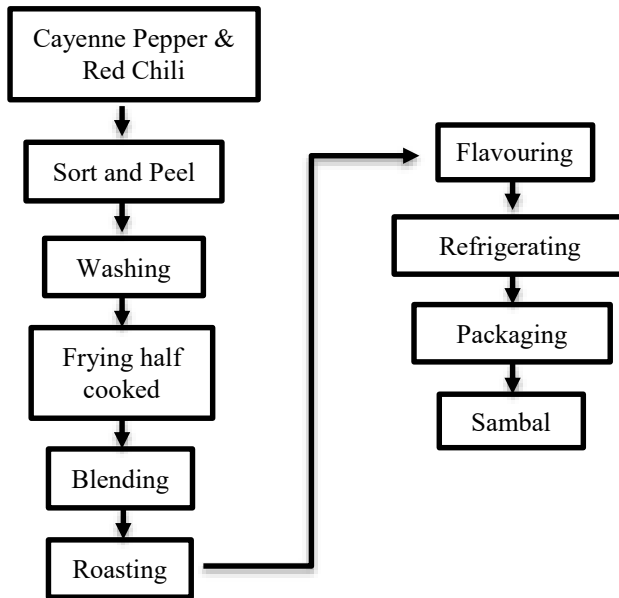 Cayenne Pepper &
Red Chili
Sort and Peel
Washing
Frying half
cooked
Blending
Roasting
Flavouring
Refrigerating
Packaging
Sambal